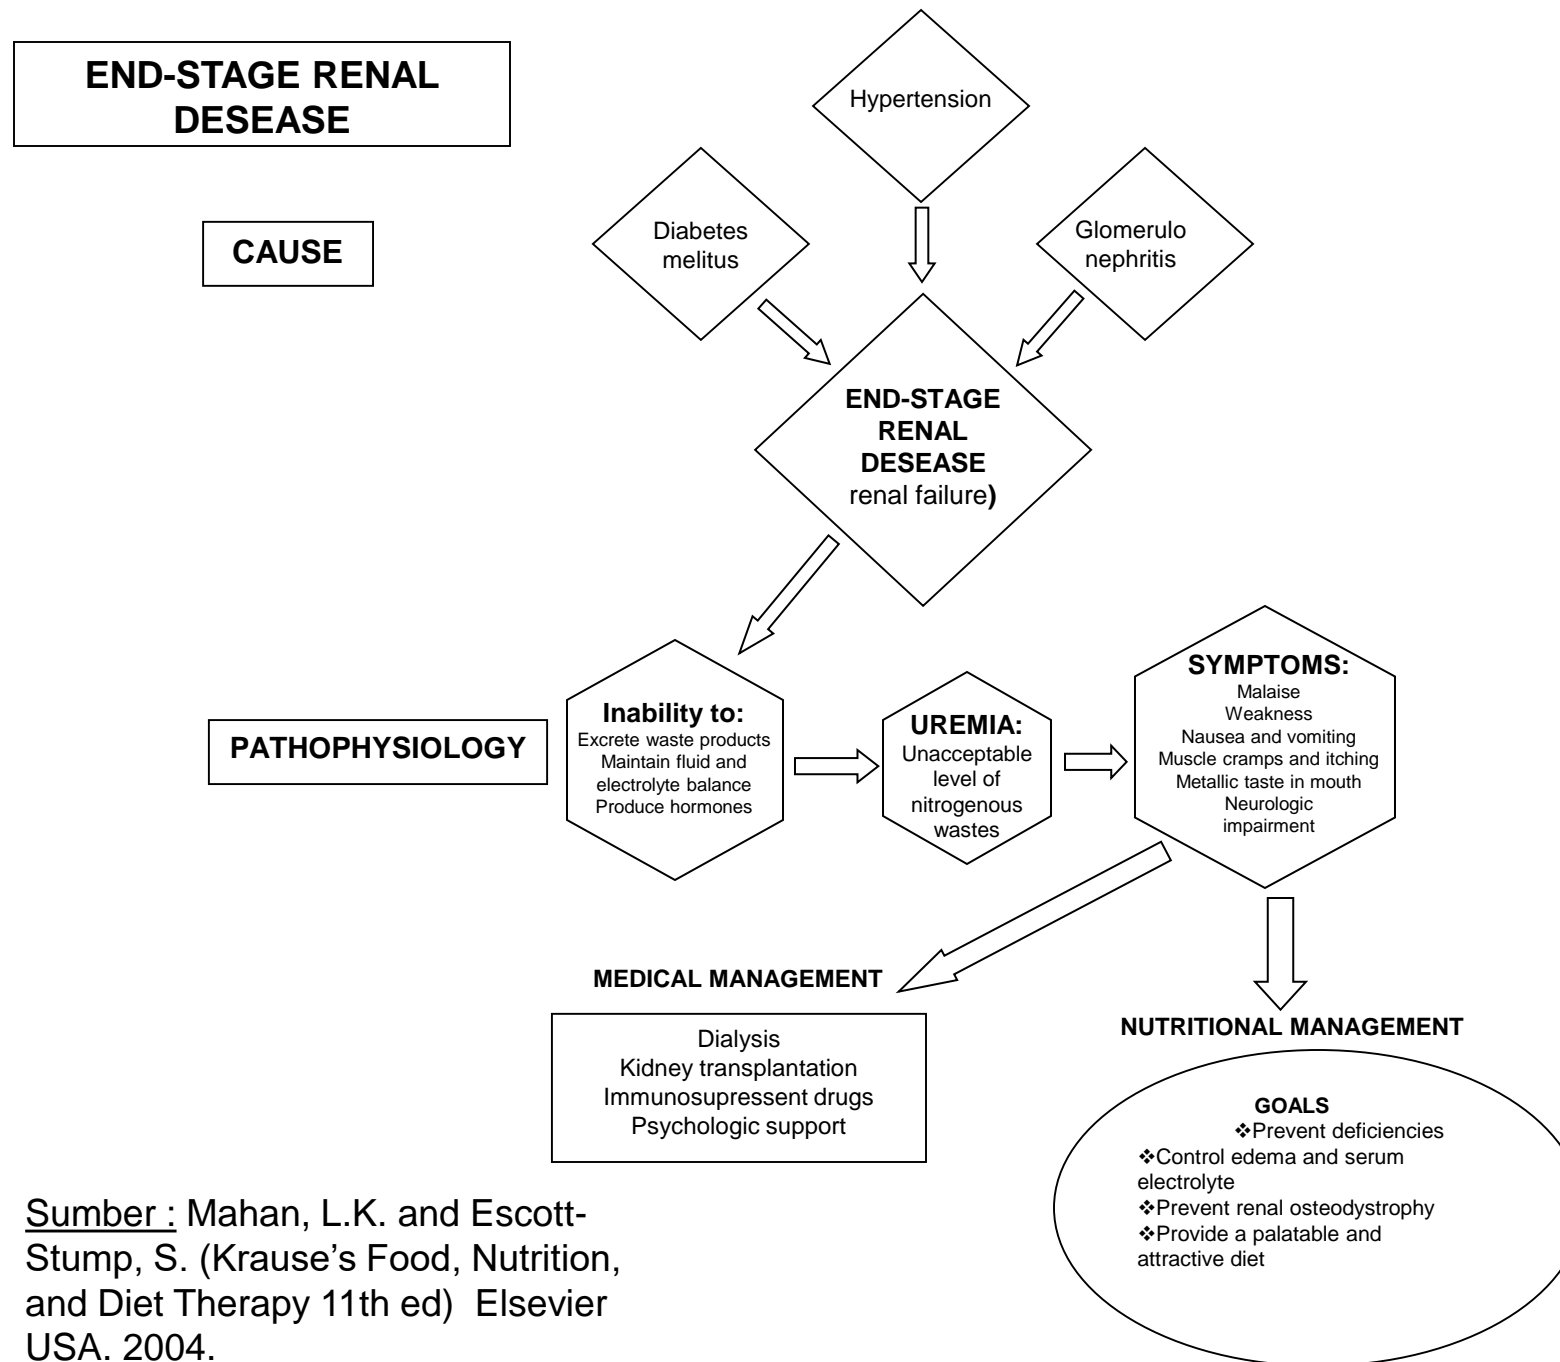 END-STAGE RENAL
DESEASE
Hypertension
Diabetes
melitus
Glomerulo
nephritis
CAUSE
END-STAGE
RENAL
DESEASE
renal failure)
PATHOPHYSIOLOGY
Inability to:
Excrete waste products
Maintain fluid and
electrolyte balance
Produce hormones
UREMIA:
Unacceptable
level of
nitrogenous
wastes
SYMPTOMS:
Malaise
Weakness
Nausea and vomiting
Muscle cramps and itching
Metallic taste in mouth
Neurologic
impairment
MEDICAL MANAGEMENT
Dialysis
Kidney transplantation
Immunosupressent drugs
Psychologic support
NUTRITIONAL MANAGEMENT
GOALS
❖Prevent deficiencies
❖Control edema and serum
electrolyte
❖Prevent renal osteodystrophy
❖Provide a palatable and
attractive diet
Sumber : Mahan, L.K. and Escott-
Stump, S. (Krause’s Food, Nutrition,
and Diet Therapy 11th ed)  Elsevier
USA. 2004.